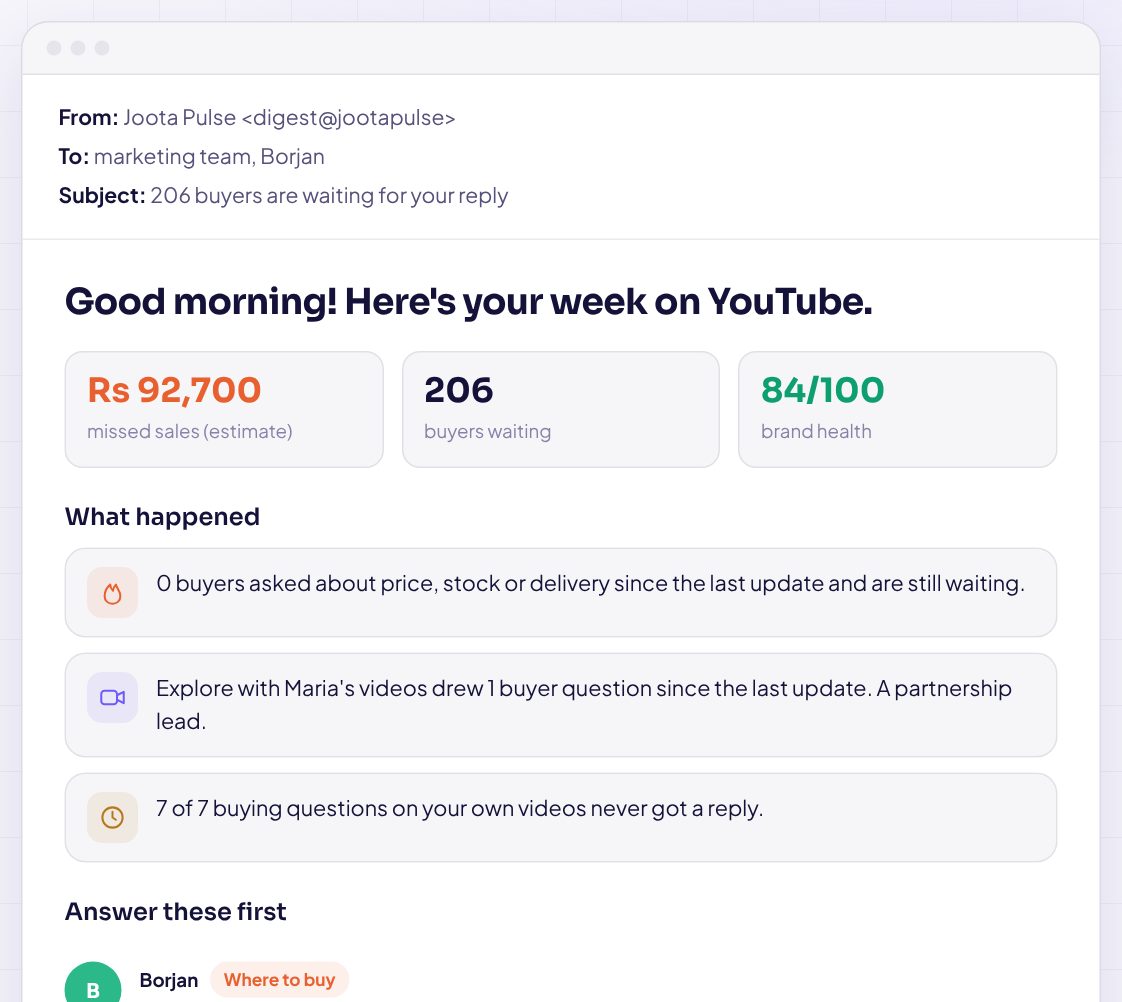 From: Joota Pulse <digest@jootapulse>
To: marketing team, Borjan
Subject: 206 buyers are waiting for your reply
Good morning! Here's your week on YouTube.
Rs 92,700
missed sales (estimate)
206
buyers waiting
84/100
brand health
What happened
0 buyers asked about price, stock or delivery since the last update and are still waiting.
Explore with Maria's videos drew 1 buyer question since the last update. A partnership
lead.
7 of 7 buying questions on your own videos never got a reply.
Answer these first
B
Borjan
Where to buy